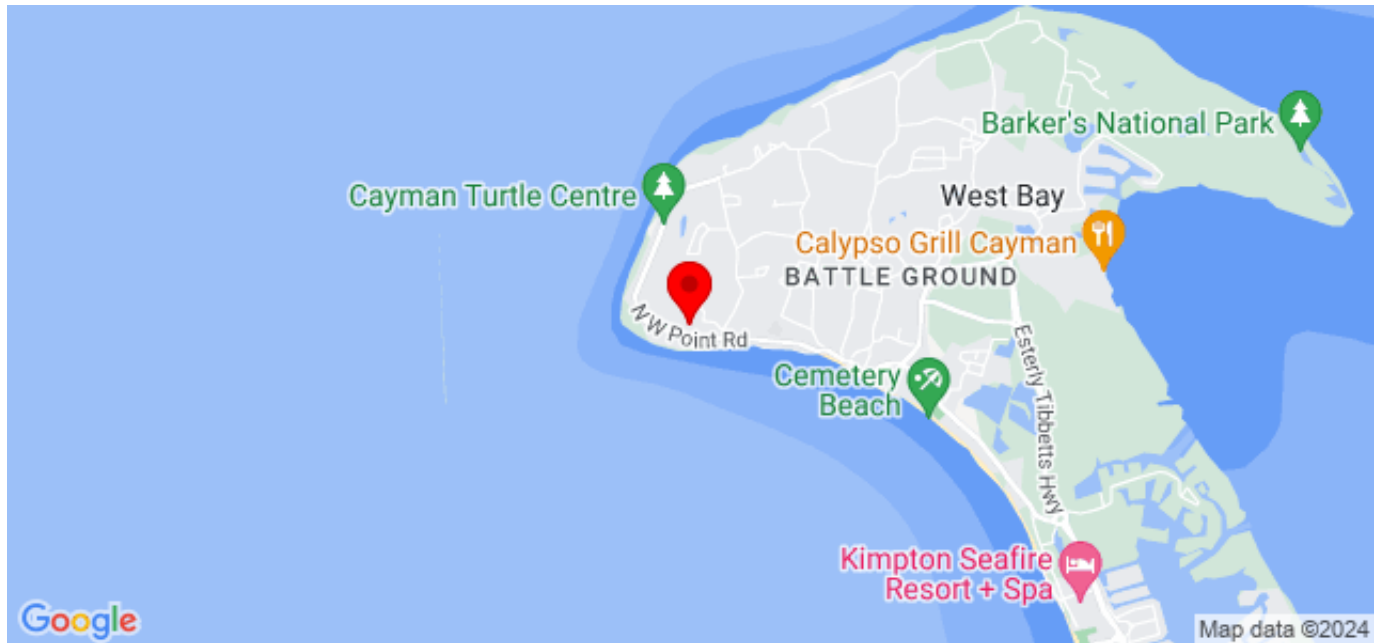 Barker's National Park
Cayman Turtle Centre
West Bay
Calypso Grill Cayman
BATTLE GROUND
N W Point Rd
Esterly Tibbetts Hwy
Cemetery
Beach
Kimpton Seafire
Resort + Spa
Google
Map data ©2024